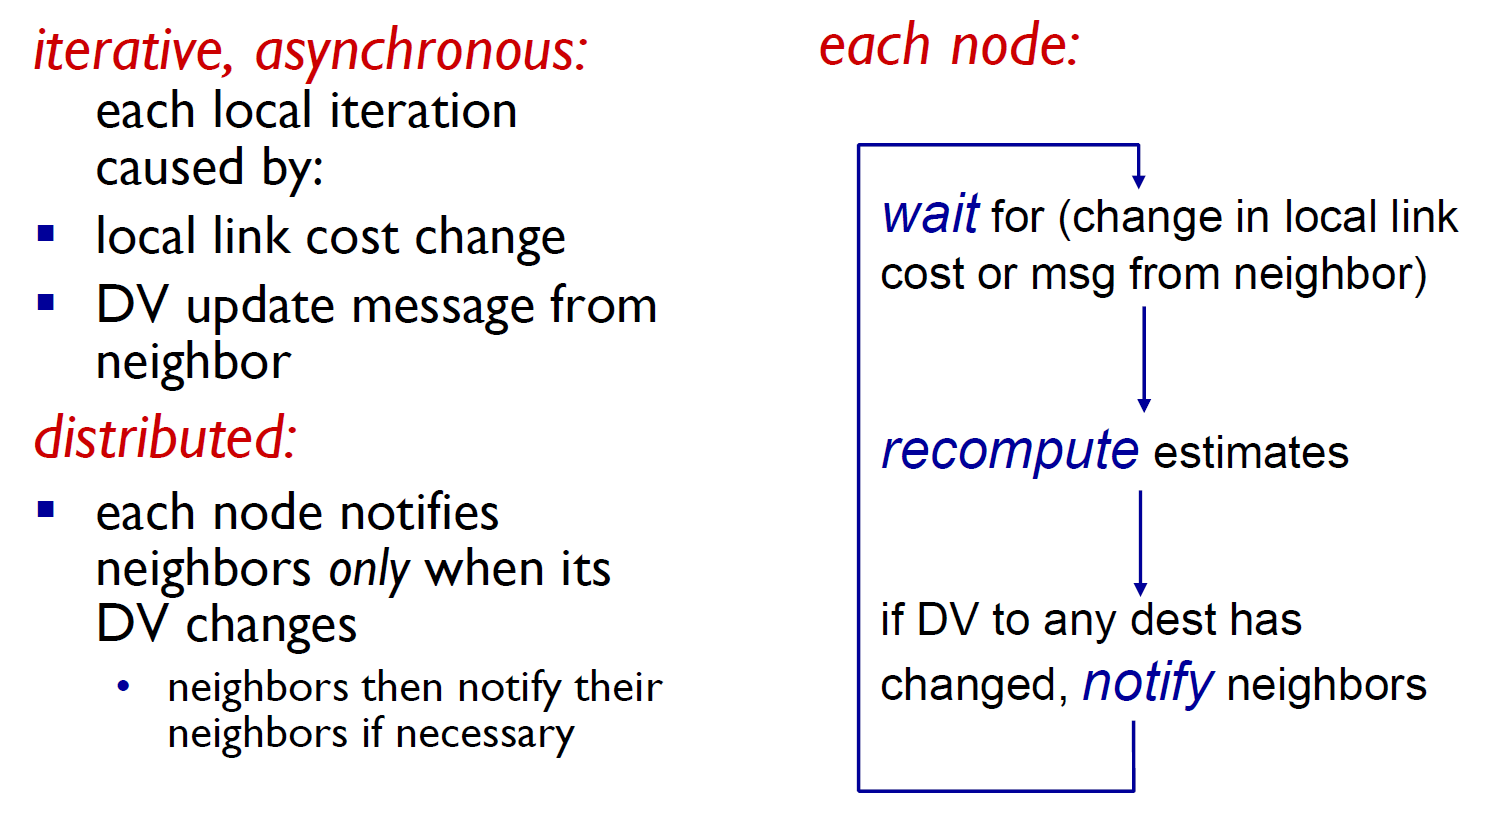 iterative, asynchronous:
each local iteration
caused by:
▪ local link cost change
▪ DV update message from
neighbor
distributed:
▪ each node notifies
neighbors only when its
DV changes
• neighbors then notify their
neighbors if necessary
each node:
wait for (change in local link
cost or msg from neighbor)
recompute estimates
if DV to any dest has
changed, notify neighbors